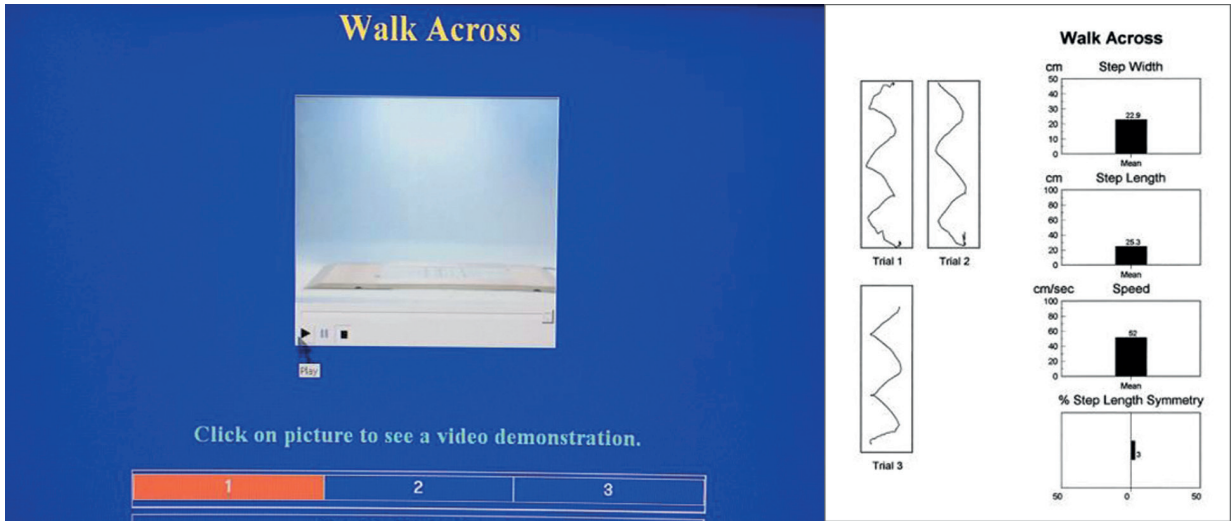 Walk Across
Play
Click on picture to see a video demonstration.
1 2 3
Trial 1 Trial 2
Trial 3
Walk Across
cm Step Width
50
40
30
20
10
0
22.9
Mean
cm Step Length
100
80
60
40
20
0
25.3
Mean
cm/sec Speed
100
80
60
40
20
0
52
Mean
% Step Length Symmetry
3
50 0 50